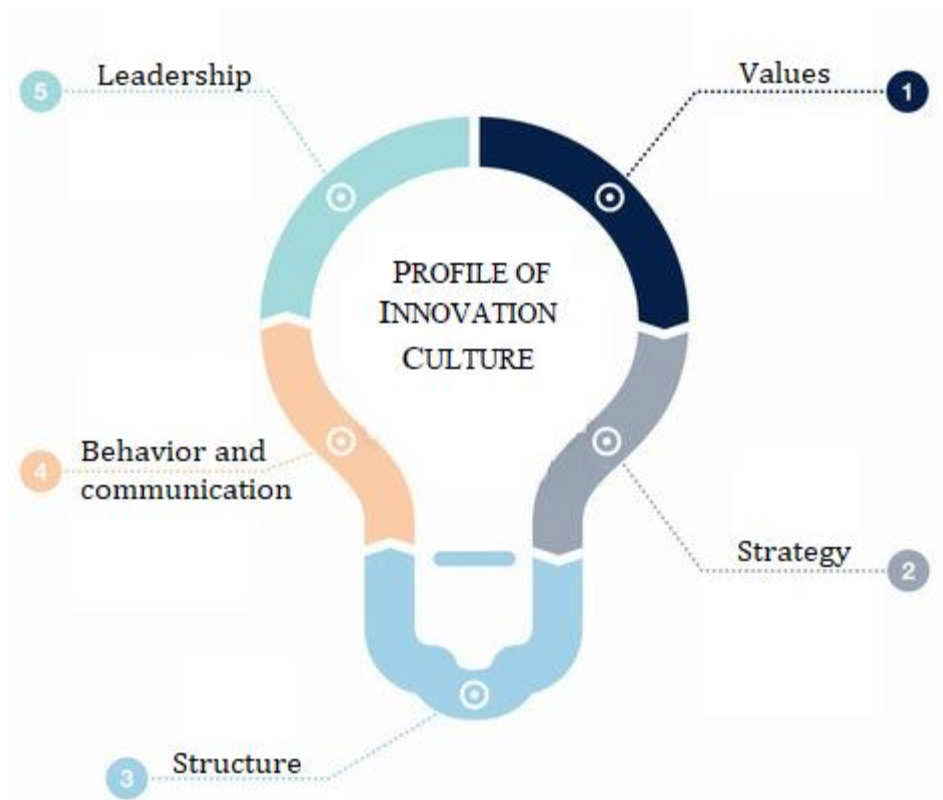 5
Leadership
Values
1
PROFILE OF
INNOVATION
CULTURE
4
Behavior and
communication
Strategy
2
Structure
3